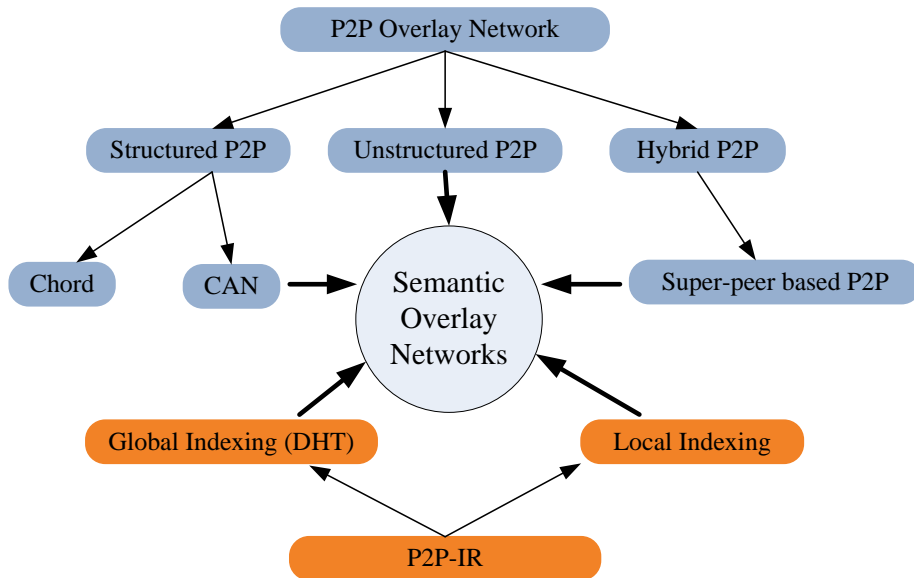 P2P Overlay Network
Structured P2P
Unstructured P2P
Hybrid P2P
Chord
CAN
Semantic
Overlay
Networks
Super-peer based P2P
Global Indexing (DHT)
Local Indexing
P2P-IR